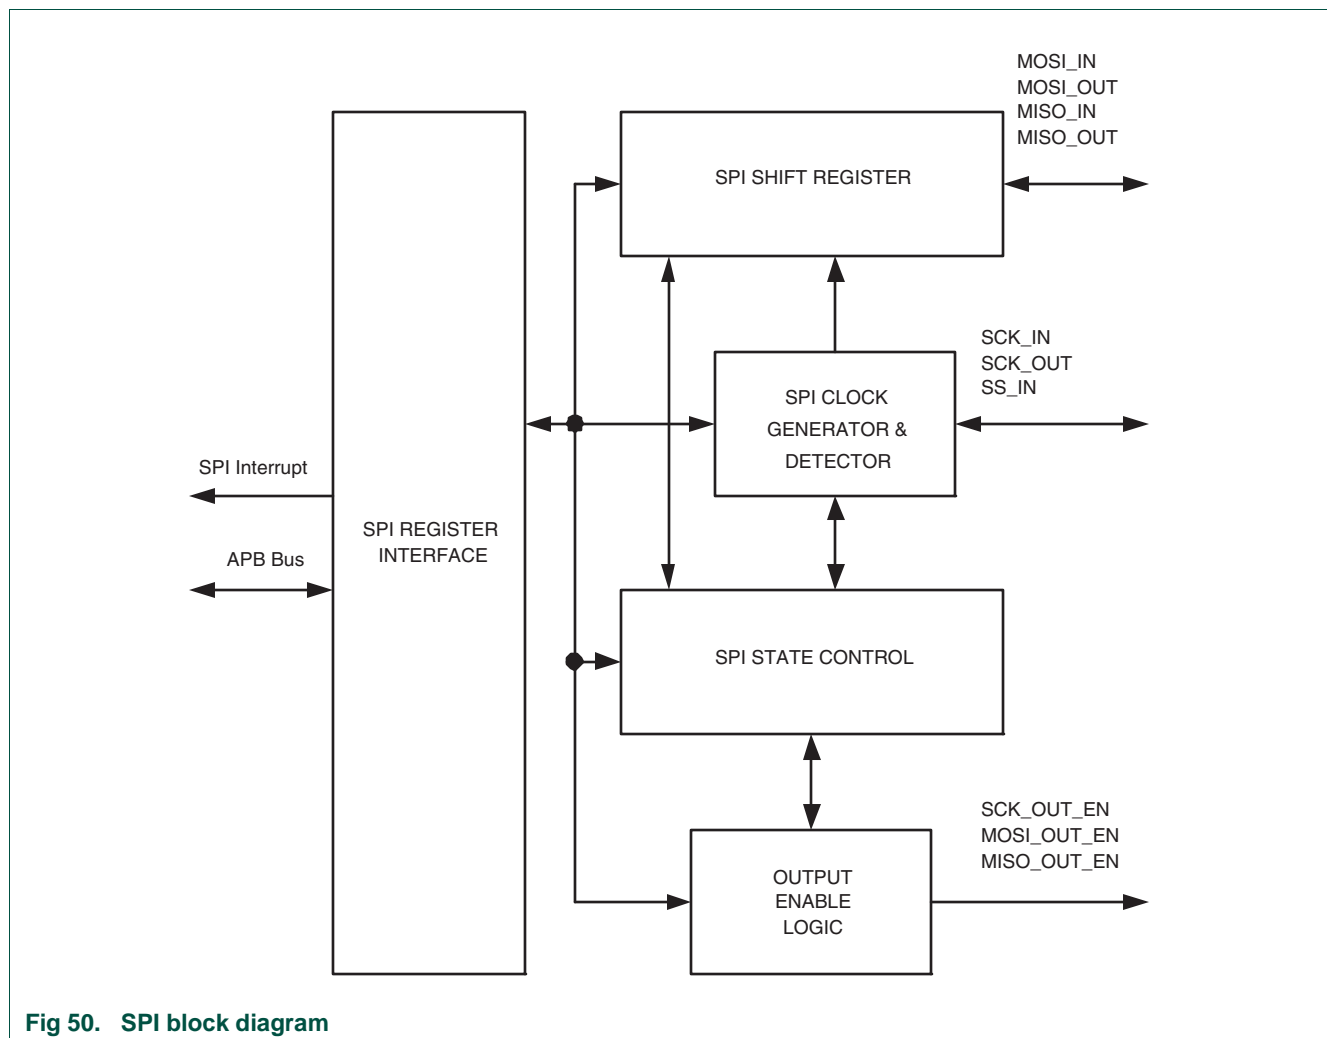 MOSI_IN
MOSI_OUT
MISO_IN
MISO_OUT
SPI SHIFT REGISTER
SCK_IN
SCK_OUT
SS_IN
SPI CLOCK
GENERATOR &
DETECTOR
SPI Interrupt
SPI REGISTER
INTERFACE
APB Bus
SPI STATE CONTROL
SCK_OUT_EN
MOSI_OUT_EN
MISO_OUT_EN
OUTPUT
ENABLE
LOGIC
Fig 50. SPI block diagram